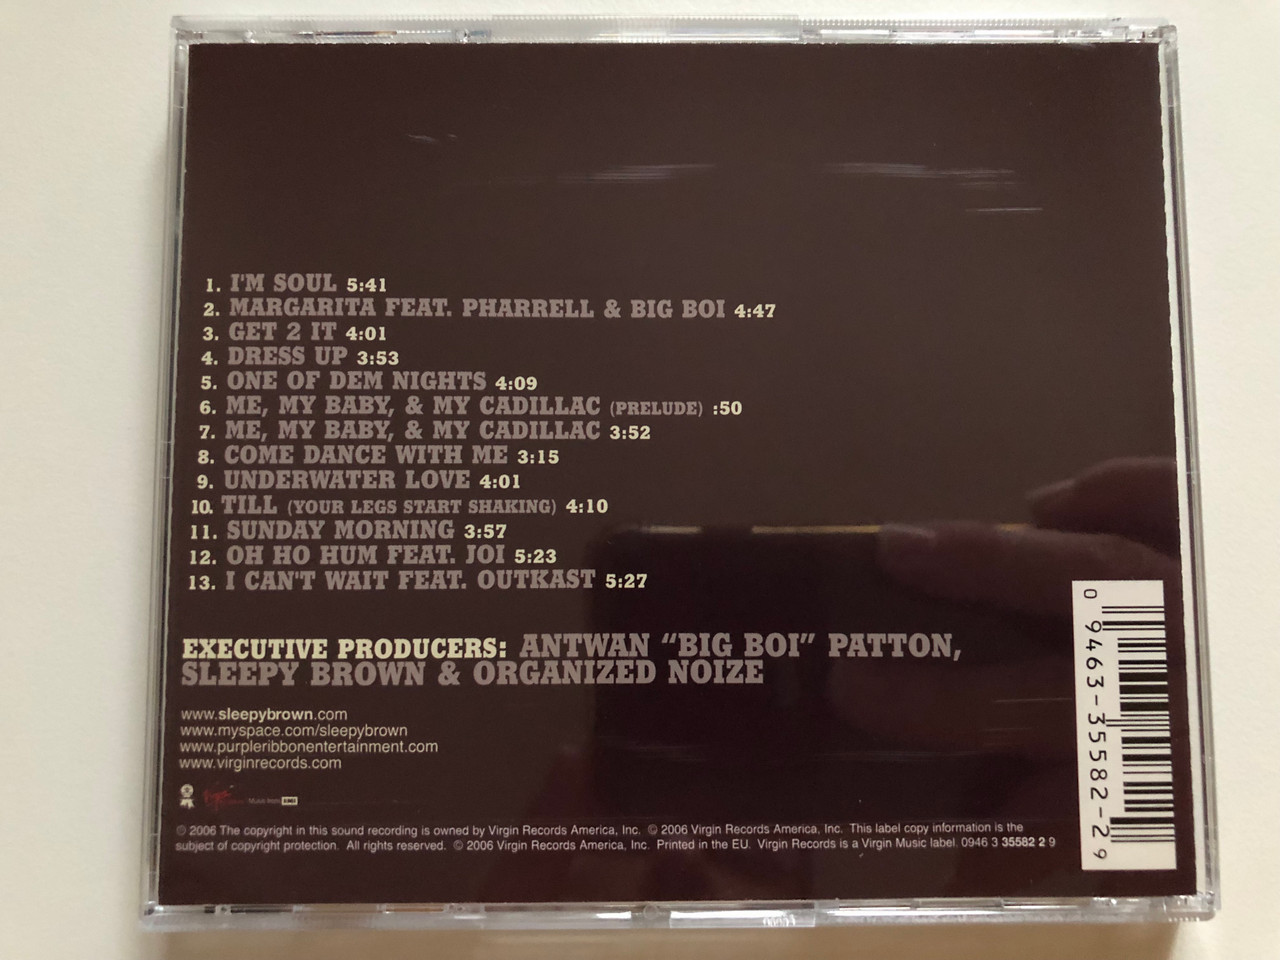 1. I'M SOUL 5:41
2. MARGARITA FEAT. PHARRELL & BIG BOI 4:47
3. GET 2 IT 4:01
4. DRESS UP 3:53
5. ONE OF DEM NIGHTS 4:09
6. ME, MY BABY, & MY CADILLAC (PRELUDE) :50
7. ME, MY BABY, & MY CADILLAC 3:52
8. COME DANCE WITH ME 3:15
9. UNDERWATER LOVE 4:01
10. TILL (YOUR LEGS START SHAKING) 4:10
11. SUNDAY MORNING 3:57
12. OH HO HUM FEAT. JOI 5:23
13. I CAN'T WAIT FEAT. OUTKAST 5:27
EXECUTIVE PRODUCERS: ANTWAN “BIG BOI” PATTON,
SLEEPY BROWN & ORGANIZED NOIZE
www.sleepybrown.com
www.myspace.com/sleepybrown
www.purpleribbonentertainment.com
www.virginrecords.com
Virgin
Music from EMI
© 2006 The copyright in this sound recording is owned by Virgin Records America, Inc. © 2006 Virgin Records America, Inc. This label copy information is the
subject of copyright protection. All rights reserved. © 2006 Virgin Records America, Inc. Printed in the EU. Virgin Records is a Virgin Music label. 0946 3 35582 2 9
0 9463-35582-29